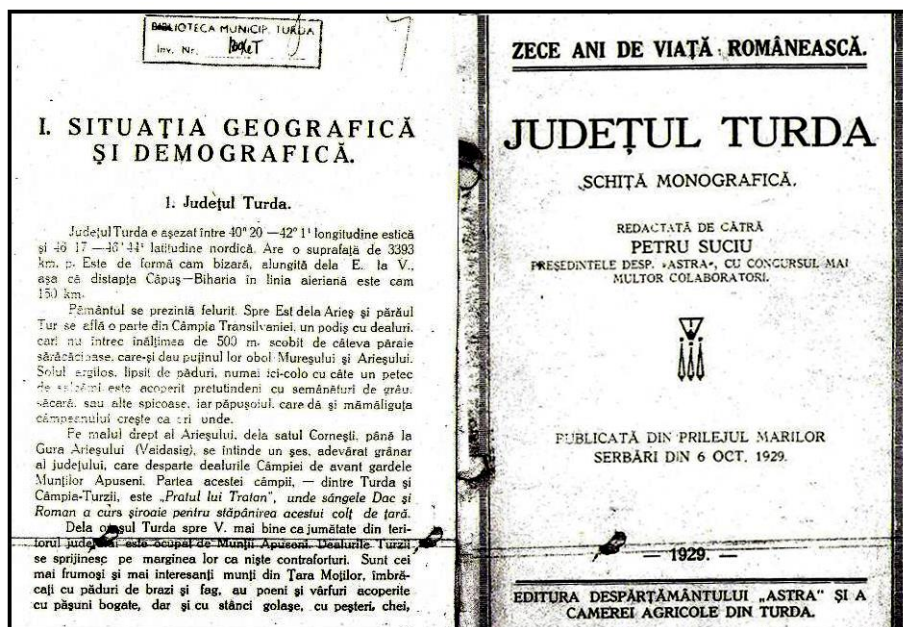 BIBLIOTECA MUNICIP. TURDA
Inv. Nr.
I. SITUAȚIA GEOGRAFICĂ
ȘI DEMOGRAFICĂ.
1. Județul Turda.
Județul Turda e așezat între 40° 20 —42° 1' longitudine estică
și 46 17 —46° 44' latitudine nordică. Are o suprafață de 3393
km. p. Este de formă cam bizară, alungită dela E. la V.,
așa că distanța Căpuș—Biharia in linia aieriană este cam
150 km.
Pământul se prezintă felurit. Spre Est dela Arieș și părăul
Tur se află o parte din Câmpia Transilvaniei, un podiș cu dealuri,
cari nu întrec înălțimea de 500 m. scobit de câteva păraie
sărăcăcioase, care-și dau puținul lor obol Mureșului și Arieșului.
Solul argilos, lipsit de păduri, numai ici-colo cu câte un petec
de este acoperit pretutindeni cu semănături de grâu,
săcară, sau alte spicoase, iar păpușoiul, care dă și mămăliguța
câmpeanului crește ca ori unde.
Pe malul drept al Arieșului, dela satul Cornești, până la
Gura Arieșului (Vaidasig), se întinde un șes, adevărat grânar
al județului, care desparte dealurile Câmpiei de avant gardele
Munților Apuseni. Partea acestei câmpii, — dintre Turda și
Câmpia-Turzii, este „Pratul lui Traian", unde sângele Dac și
Roman a curs șiroaie pentru stăpânirea acestui colț de țară.
Dela orașul Turda spre V. mai bine ca jumătate din teri-
torul este ocupat de Munții Apuseni. Dealurile Turzii
se sprijinesc pe marginea lor ca niște contraforturi. Sunt cei
mai frumoși și mai interesanți munți din Țara Moților, îmbră-
cați cu păduri de brazi și fag, au poeni și vârfuri acoperite
cu pășuni bogate, dar și cu stânci golașe, cu peșteri, chei,
ZECE ANI DE VIAȚĂ ROMÂNEASCĂ.
JUDEȚUL TURDA
SCHIȚĂ MONOGRAFICĂ.
REDACTATĂ DE CĂTRĂ
PETRU SUCIU
PREȘEDINTELE DESP. „ASTRA", CU CONCURSUL MAI
MULTOR COLABORATORI.
PUBLICATĂ DIN PRILEJUL MARILOR
SERBĂRI DIN 6 OCT. 1929.
— 1929. —
EDITURA DESPĂRȚĂMÂNTULUI „ASTRA" ȘI A
CAMEREI AGRICOLE DIN TURDA.